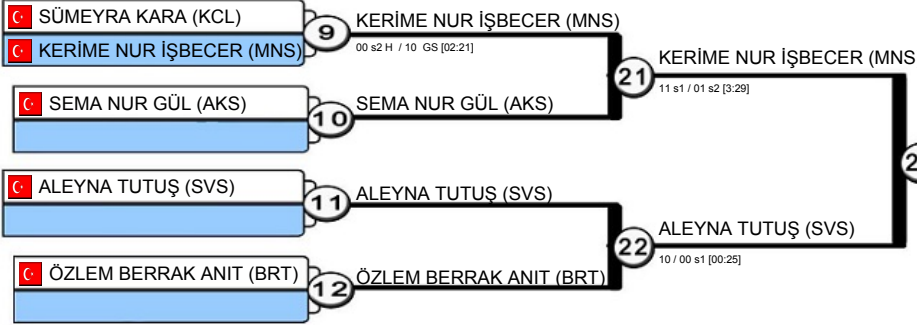 SÜMEYRA KARA (KCL)
KERİME NUR İŞBECER (MNS)
9
KERİME NUR İŞBECER (MNS)
00 s2 H / 10 GS [02:21]
SEMA NUR GÜL (AKS)
10
SEMA NUR GÜL (AKS)
21
KERİME NUR İŞBECER (MNS
11 s1 / 01 s2 [3:29]
ALEYNA TUTUŞ (SVS)
11
ALEYNA TUTUŞ (SVS)
ÖZLEM BERRAK ANIT (BRT)
12
ÖZLEM BERRAK ANIT (BRT)
22
ALEYNA TUTUŞ (SVS)
10 / 00 s1 [00:25]